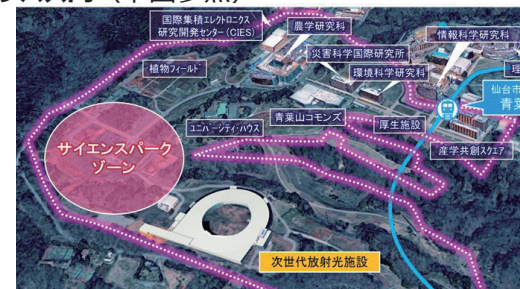 国際集積エレクトロニクス
研究開発センター(CIES)
農学研究科
情報科学研究科
災害科学国際研究所
環境科学研究科
植物フィールド
理
仙台市
青葉
青葉山コモンズ
厚生施設
ユニバーシティ・ハウス
産学共創スクエア
サイエンスパーク
ゾーン
次世代放射光施設